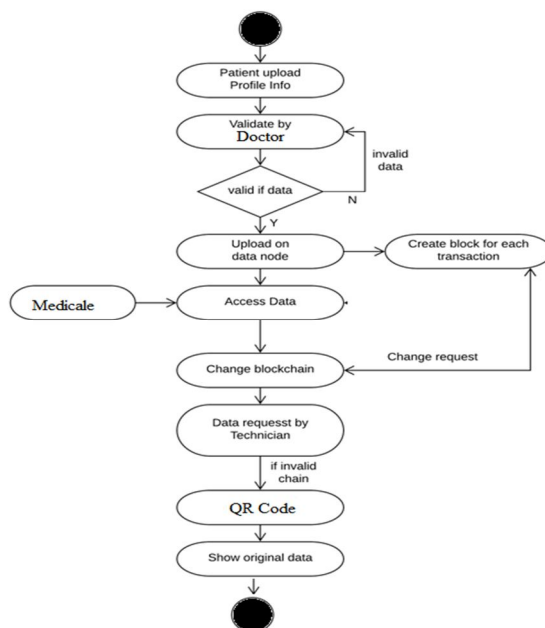 Patient upload
Profile Info
Validate by
Doctor
invalid
data
valid if data
N
Y
Upload on
data node
Create block for each
transaction
Medicale
Access Data
Change request
Change blockchain
Data requesst by
Technician
if invalid
chain
QR Code
Show original data